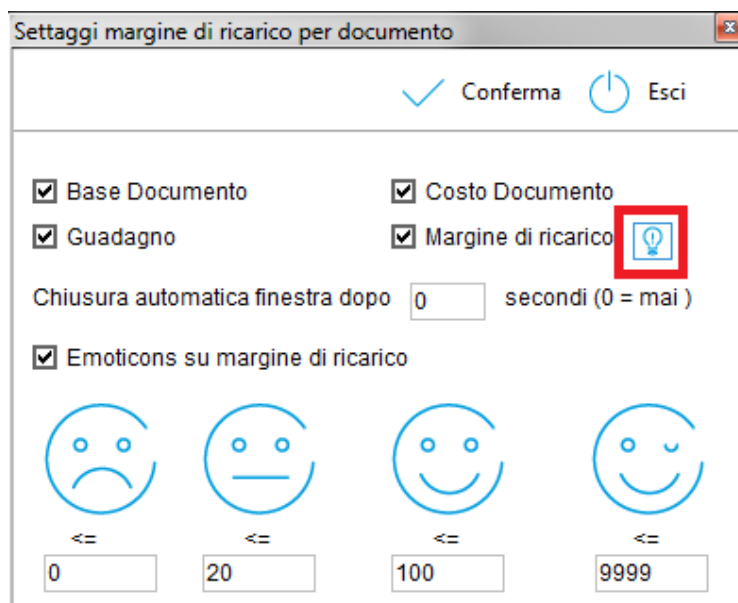 Settaggi margine di ricarico per documento
Conferma Esci
Base Documento Costo Documento
Guadagno Margine di ricarico
Chiusura automatica finestra dopo 0 secondi (0 = mai )
Emoticons su margine di ricarico
<= <= <= <=
0 20 100 9999